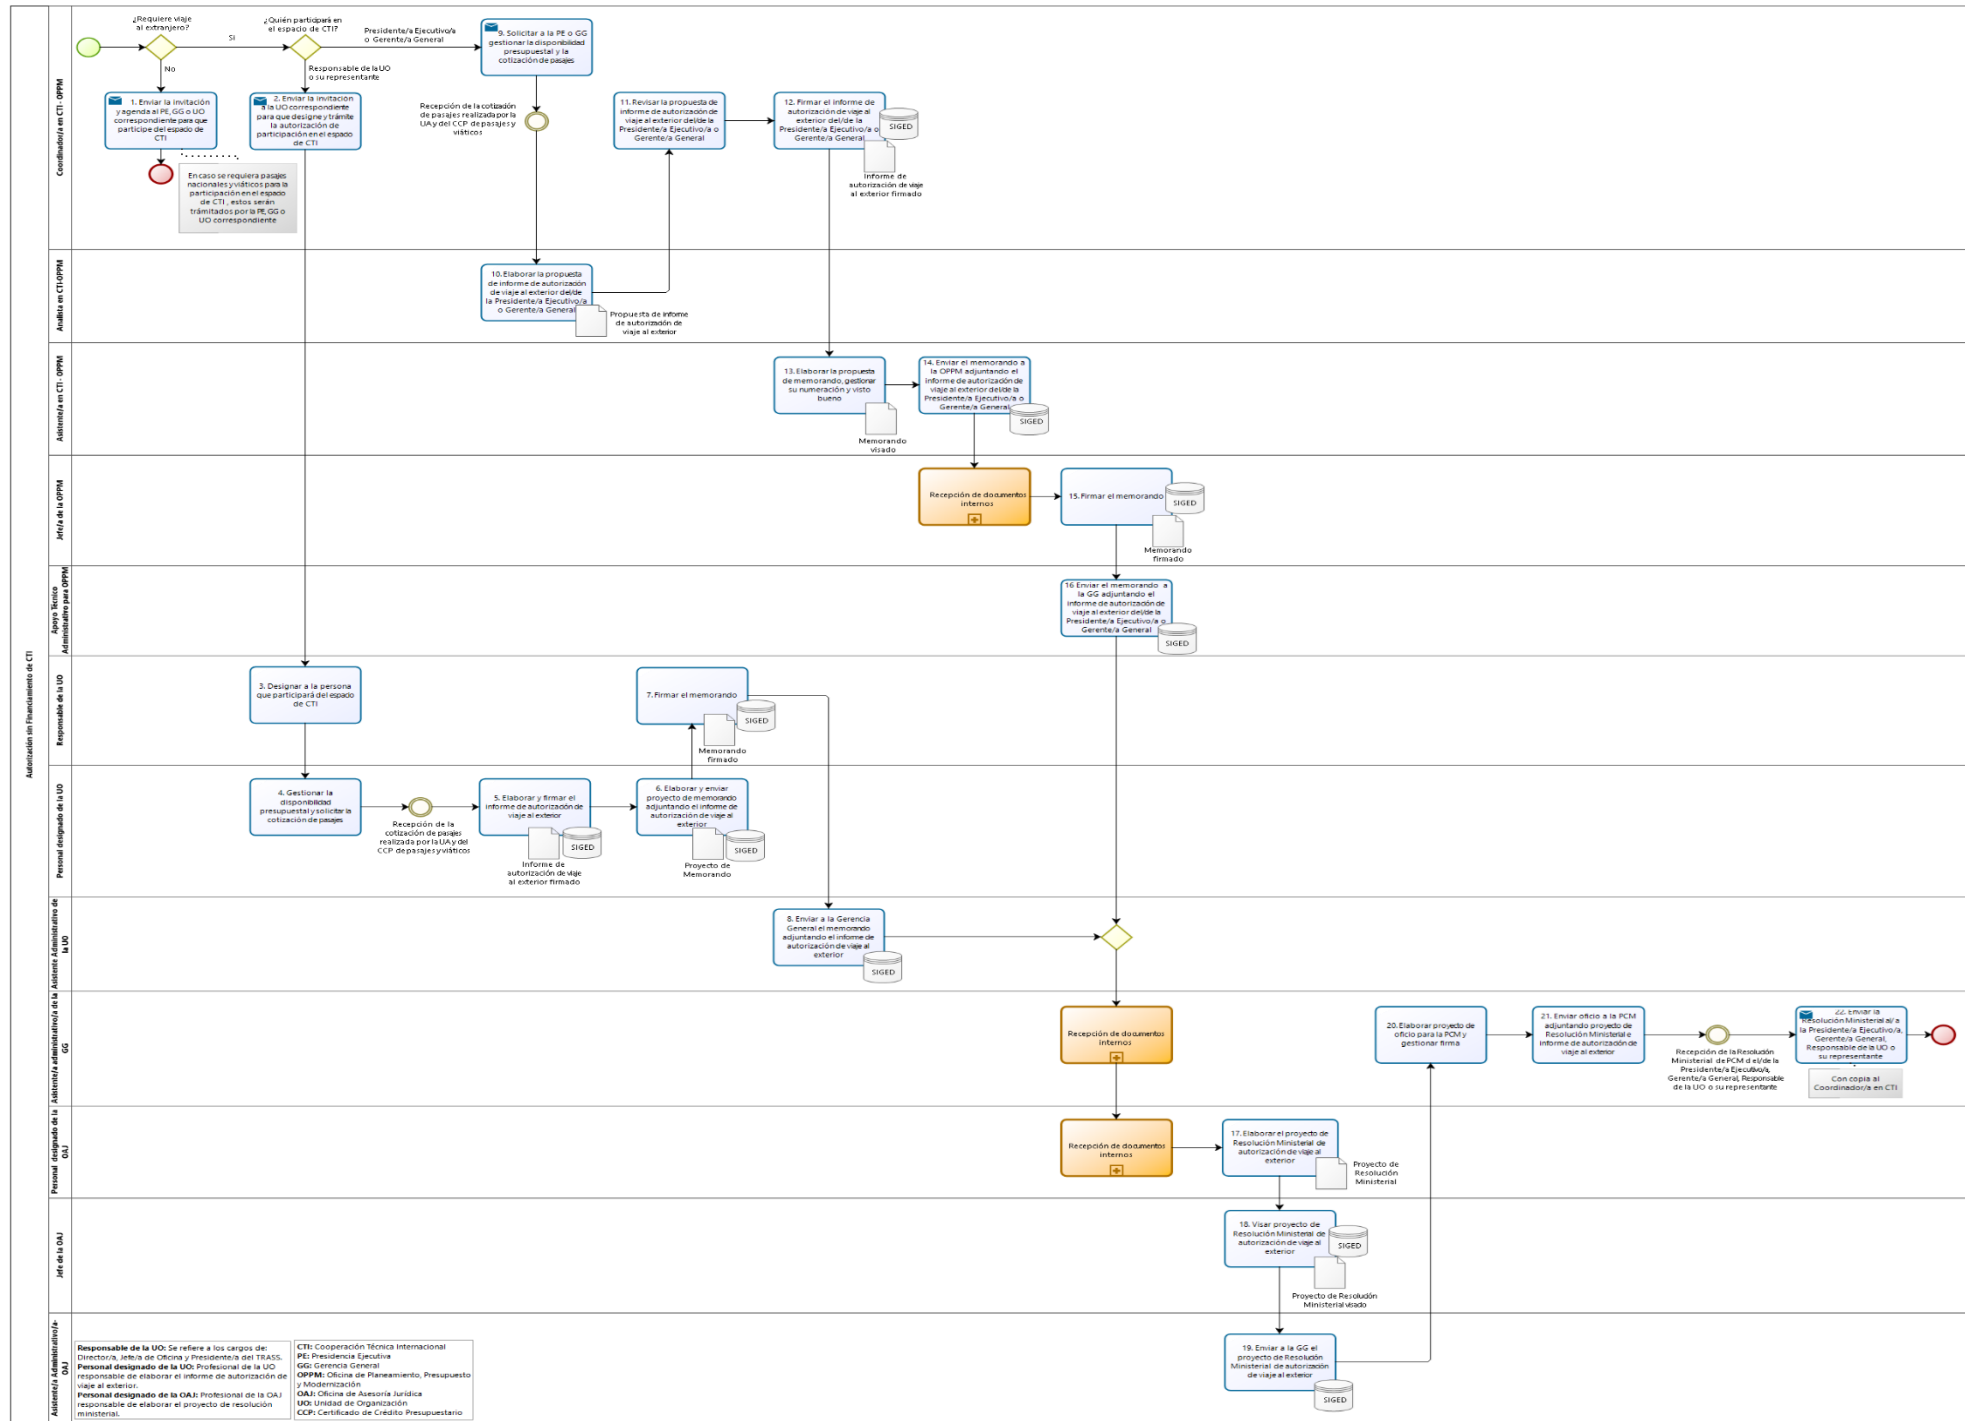 Autorización sin Financiamiento de CTI
Coordinador/a en CTI - OPPM
¿Requiere viaje
al extranjero?
Si
No
¿Quién participará en
el espacio de CTI?
Presidente/a Ejecutivo/a
o Gerente/a General
Responsable de la UO
o su representante
1. Enviar la invitación
y agenda al PE, GG o UO
correspondiente para que
participe del espacio de
CTI
2. Enviar la invitación
a la UO correspondiente
para que designe y trámite
la autorización de
participación en el espacio
de CTI
En caso se requiera pasajes
nacionales y viáticos para la
participación en el espacio
de CTI , estos serán
trámitados por la PE, GG o
UO correspondiente
9. Solicitar a la PE o GG
gestionar la disponibilidad
presupuestal y la
cotización de pasajes
Recepción de la cotización
de pasajes realizada por la
UA y del CCP de pasajes y
viáticos
11. Revisar la propuesta de
informe de autorización de
viaje al exterior del/de la
Presidente/a Ejecutivo/a o
Gerente/a General
12. Firmar el informe de
autorización de viaje al
exterior del/de la
Presidente/a Ejecutivo/a o
Gerente/a General
SIGED
Informe de
autorización de viaje
al exterior firmado
Analista en CTI-OPPM
10. Elaborar la propuesta
de informe de autorización
de viaje al exterior del/de
la Presidente/a Ejecutivo/a
o Gerente/a General
Propuesta de informe
de autorización de
viaje al exterior
Asistente/a en CTI - OPPM
13. Elaborar la propuesta
de memorando, gestionar
su numeración y visto
bueno
Memorando
visado
14. Enviar el memorando a
la OPPM adjuntando el
informe de autorización de
viaje al exterior del/de la
Presidente/a Ejecutivo/a o
Gerente/a General
SIGED
Jefe/a de la OPPM
Recepción de documentos
internos
15. Firmar el memorando
SIGED
Memorando
firmado
Apoyo Técnico
Administrativo para OPPM
16 Enviar el memorando a
la GG adjuntando el
informe de autorización de
viaje al exterior del/de la
Presidente/a Ejecutivo/a o
Gerente/a General
SIGED
Responsable de la UO
3. Designar a la persona
que participará del espacio
de CTI
7. Firmar el memorando
SIGED
Memorando
firmado
Personal designado de la UO
4. Gestionar la
disponibilidad
presupuestal y solicitar la
cotización de pasajes
Recepción de la
cotización de pasajes
realizada por la UA y del
CCP de pasajes y viáticos
5. Elaborar y firmar el
informe de autorización de
viaje al exterior
SIGED
Informe de
autorización de viaje
al exterior firmado
6. Elaborar y enviar
proyecto de memorando
adjuntando el informe de
autorización de viaje al
exterior
SIGED
Proyecto de
Memorando
Asistente Administrativo de
la UO
8. Enviar a la Gerencia
General el memorando
adjuntando el informe de
autorización de viaje al
exterior
SIGED
Asistente/a administrativo/a de la
GG
Recepción de documentos
internos
20. Elaborar proyecto de
oficio para la PCM y
gestionar firma
21. Enviar oficio a la PCM
adjuntando proyecto de
Resolución Ministerial e
informe de autorización de
viaje al exterior
Recepción de la Resolución
Ministerial de PCM d el/de la
Presidente/a Ejecutivo/a,
Gerente/a General, Responsable
de la UO o su representante
22. Enviar la
Resolución Ministerial al/ a
la Presidente/a Ejecutivo/a,
Gerente/a General,
Responsable de la UO o
su representante
Con copia al
Coordinador/a en CTI
Personal designado de la
OAJ
Recepción de documentos
internos
17. Elaborar el proyecto de
Resolución Ministerial de
autorización de viaje al
exterior
Proyecto de
Resolución
Ministerial
Jefe de la OAJ
18. Visar proyecto de
Resolución Ministerial de
autorización de viaje al
exterior
SIGED
Proyecto de Resolución
Ministerial visado
Asistente/a Administrativo/a-
OAJ
19. Enviar a la GG el
proyecto de Resolución
Ministerial de autorización
de viaje al exterior
SIGED
Responsable de la UO: Se refiere a los cargos de:
Director/a, Jefe/a de Oficina y Presidente/a del TRASS.
Personal designado de la UO: Profesional de la UO
responsable de elaborar el informe de autorización de
viaje al exterior.
Personal designado de la OAJ: Profesional de la OAJ
responsable de elaborar el proyecto de resolución
ministerial.
CTI: Cooperación Técnica Internacional
PE: Presidencia Ejecutiva
GG: Gerencia General
OPPM: Oficina de Planeamiento, Presupuesto
y Modernización
OAJ: Oficina de Asesoría Jurídica
UO: Unidad de Organización
CCP: Certificado de Crédito Presupuestario